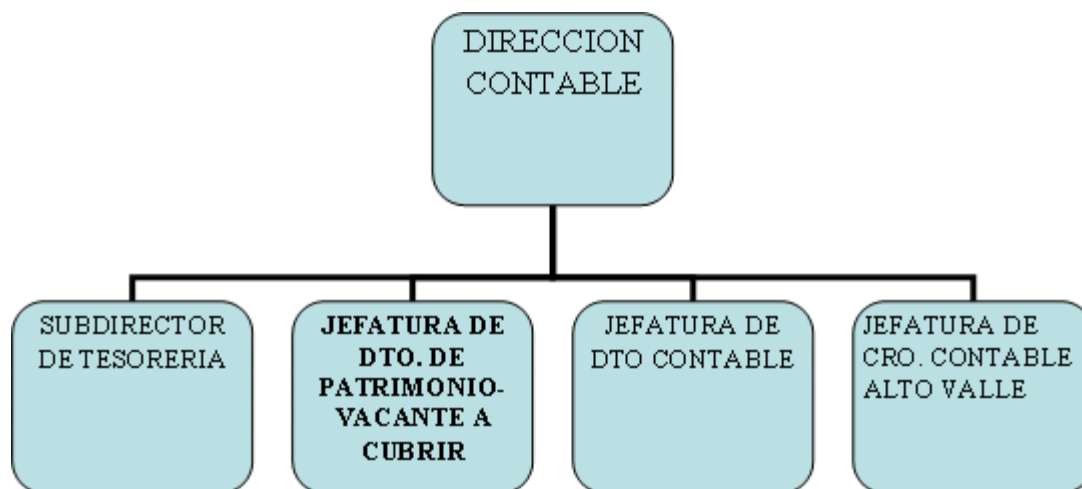 DIRECCION
CONTABLE
SUBDIRECTOR
DE TESORERIA
JEFATURA DE
DTO. DE
PATRIMONIO-
VACANTE A
CUBRIR
JEFATURA DE
DTO CONTABLE
JEFATURA DE
CRO. CONTABLE
ALTO VALLE